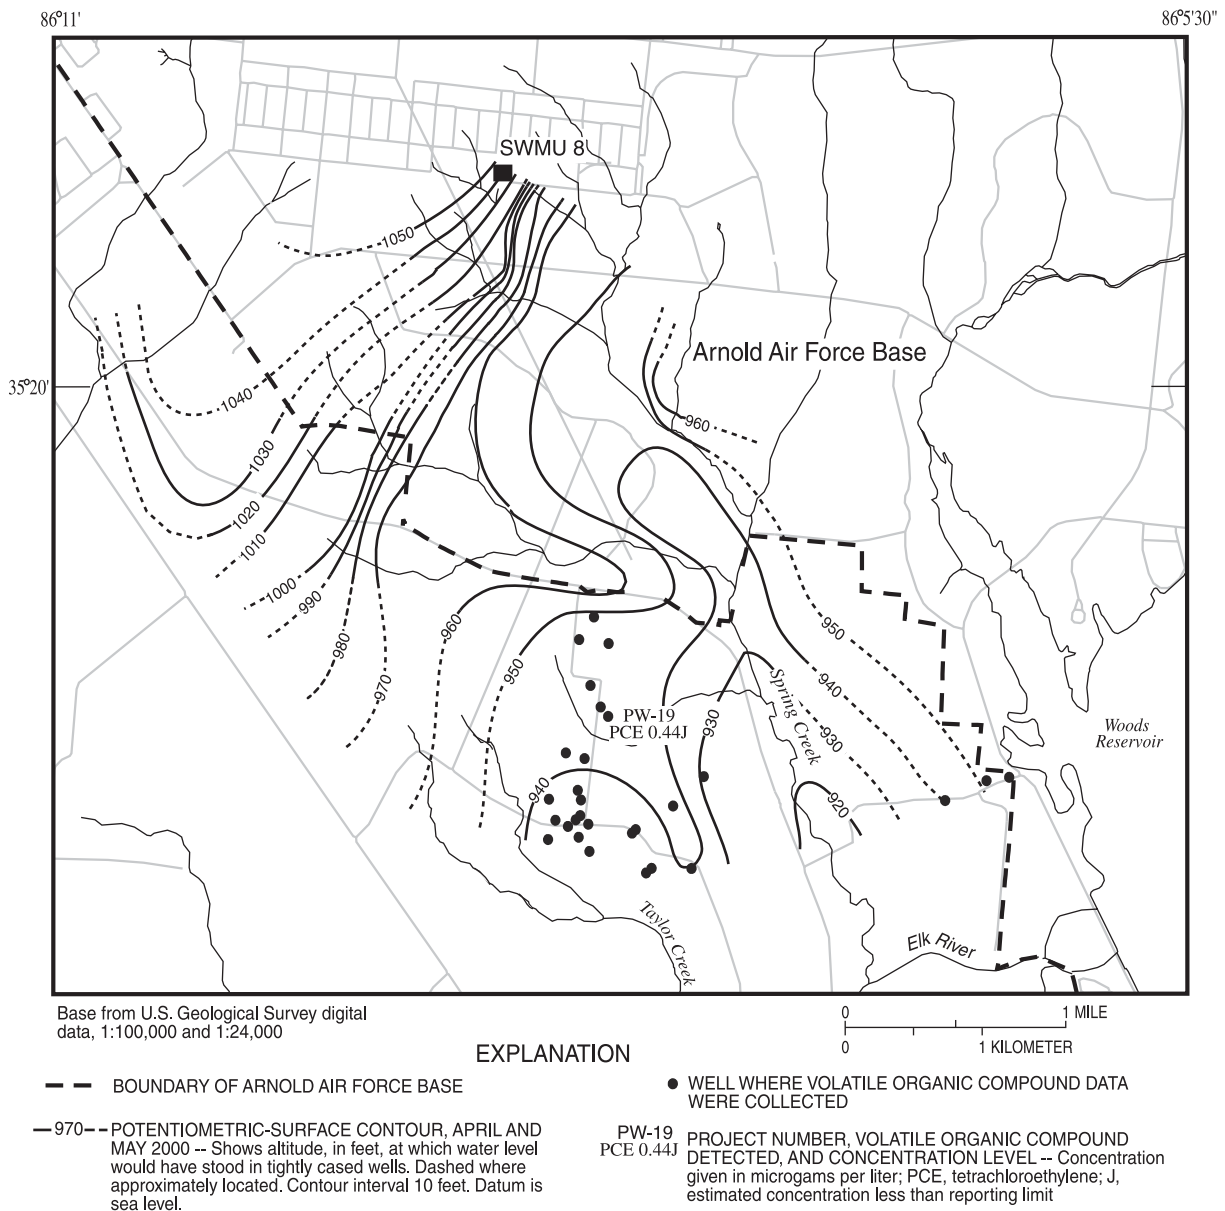 86°11'
86°5'30"
SWMU 8
1050
Arnold Air Force Base
35°20'
1040
960
1030
1020
1010
1000
990
980
970
960
950
950
940
930
930
Spring Creek
PW-19
PCE 0.44J
Woods
Reservoir
940
920
Taylor Creek
Elk River
Base from U.S. Geological Survey digital
data, 1:100,000 and 1:24,000
0 1 MILE
0 1 KILOMETER
EXPLANATION
BOUNDARY OF ARNOLD AIR FORCE BASE
970 POTENTIOMETRIC-SURFACE CONTOUR, APRIL AND
MAY 2000 -- Shows altitude, in feet, at which water level
would have stood in tightly cased wells. Dashed where
approximately located. Contour interval 10 feet. Datum is
sea level.
WELL WHERE VOLATILE ORGANIC COMPOUND DATA
WERE COLLECTED
PW-19
PCE 0.44J
PROJECT NUMBER, VOLATILE ORGANIC COMPOUND
DETECTED, AND CONCENTRATION LEVEL -- Concentration
given in microgams per liter; PCE, tetrachloroethylene; J,
estimated concentration less than reporting limit